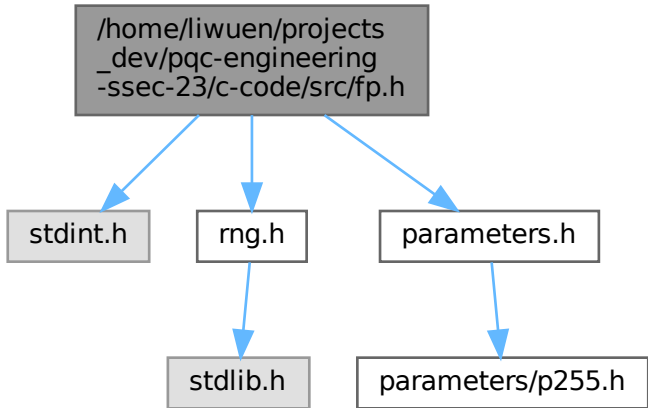 /home/liwuen/projects
_dev/pqc-engineering
-ssec-23/c-code/src/fp.h
stdint.h
rng.h
parameters.h
stdlib.h
parameters/p255.h